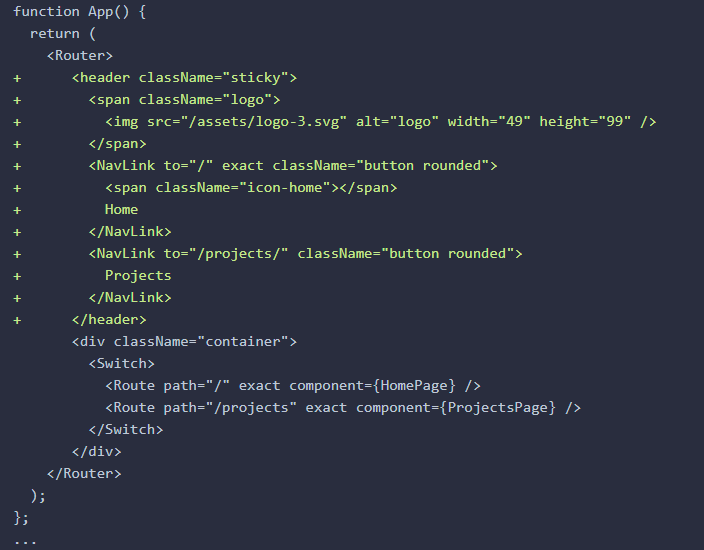 function App() {
  return (
    <Router>
+      <header className="sticky">
+        <span className="logo">
+          <img src="/assets/logo-3.svg" alt="logo" width="49" height="99" />
+        </span>
+        <NavLink to="/" exact className="button rounded">
+          <span className="icon-home"></span>
+          Home
+        </NavLink>
+        <NavLink to="/projects/" className="button rounded">
+          Projects
+        </NavLink>
+      </header>
       <div className="container">
         <Switch>
           <Route path="/" exact component={HomePage} />
           <Route path="/projects" exact component={ProjectsPage} />
         </Switch>
       </div>
    </Router>
  );
};
...